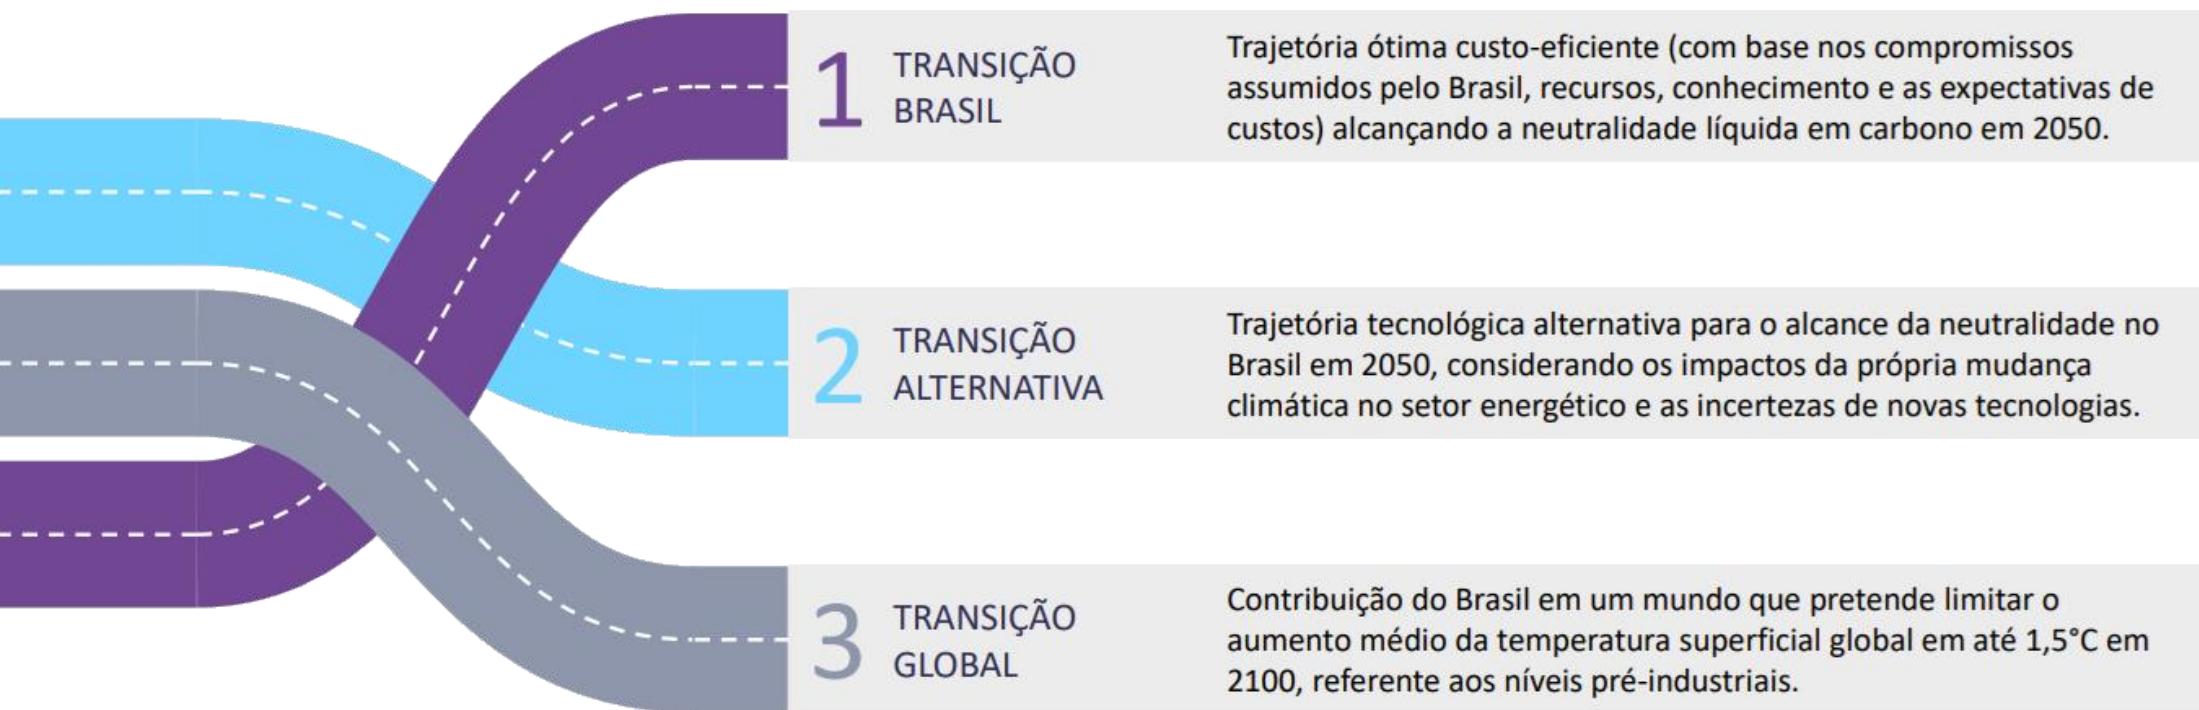 1
TRANSIÇÃO
BRASIL
Trajetória ótima custo-eficiente (com base nos compromissos
assumidos pelo Brasil, recursos, conhecimento e as expectativas de
custos) alcançando a neutralidade líquida em carbono em 2050.
2
TRANSIÇÃO
ALTERNATIVA
Trajetória tecnológica alternativa para o alcance da neutralidade no
Brasil em 2050, considerando os impactos da própria mudança
climática no setor energético e as incertezas de novas tecnologias.
3
TRANSIÇÃO
GLOBAL
Contribuição do Brasil em um mundo que pretende limitar o
aumento médio da temperatura superficial global em até 1,5°C em
2100, referente aos níveis pré-industriais.